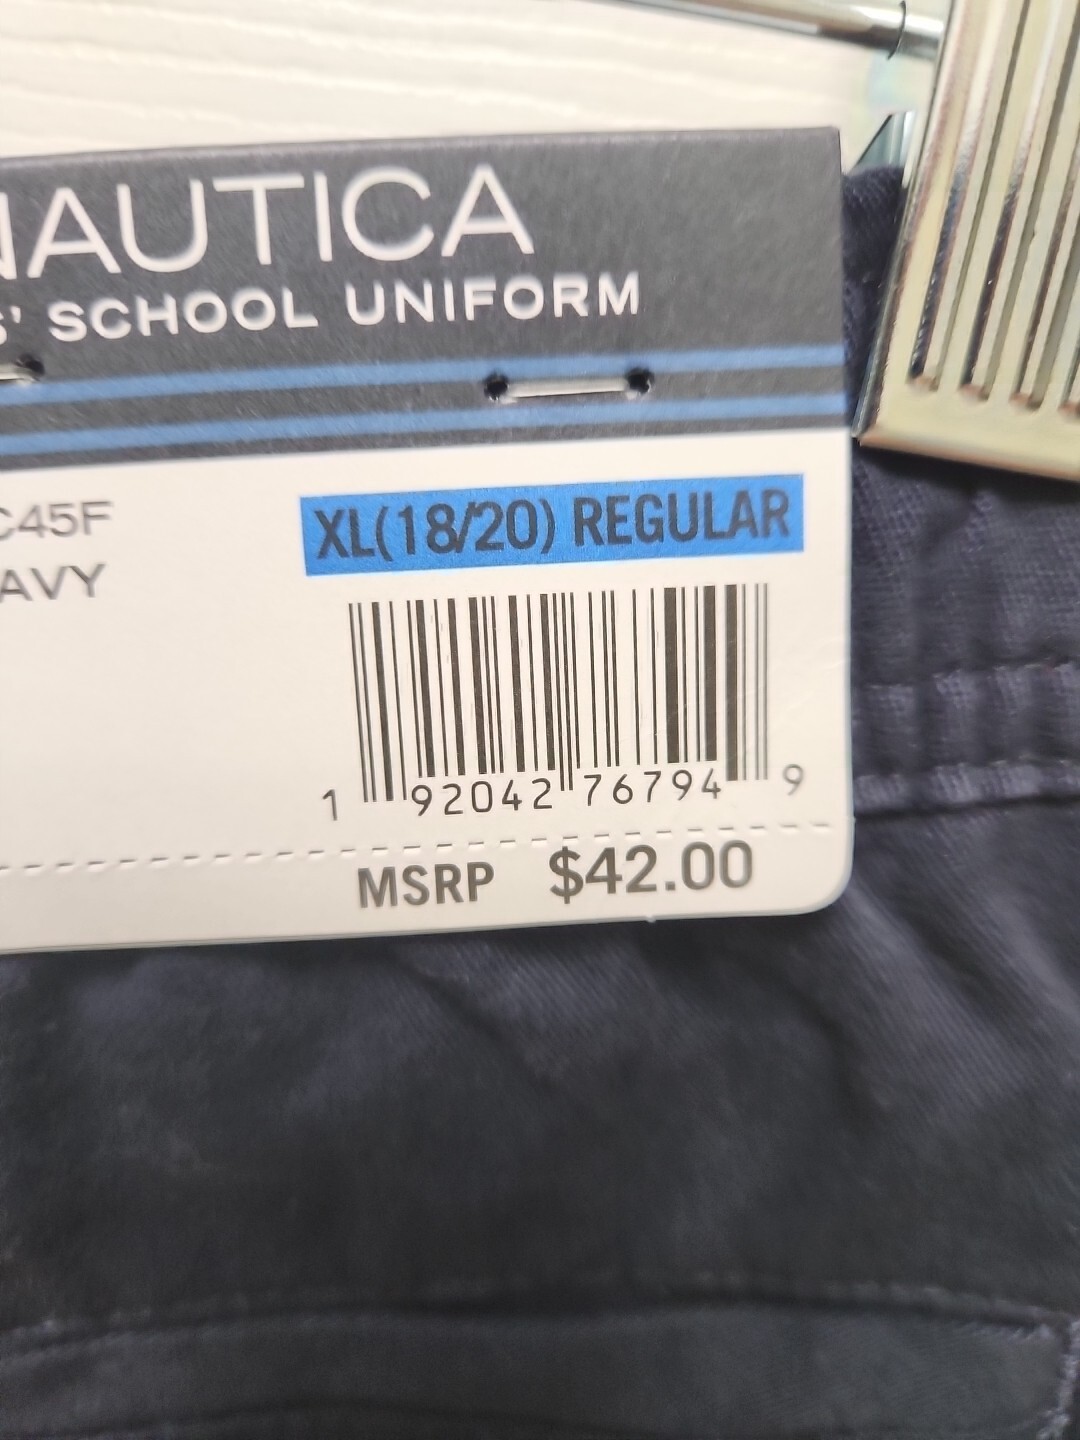 NAUTICA
S' SCHOOL UNIFORM
C45F
AVY
XL(18/20) REGULAR
1 92042 76794 9
MSRP $42.00